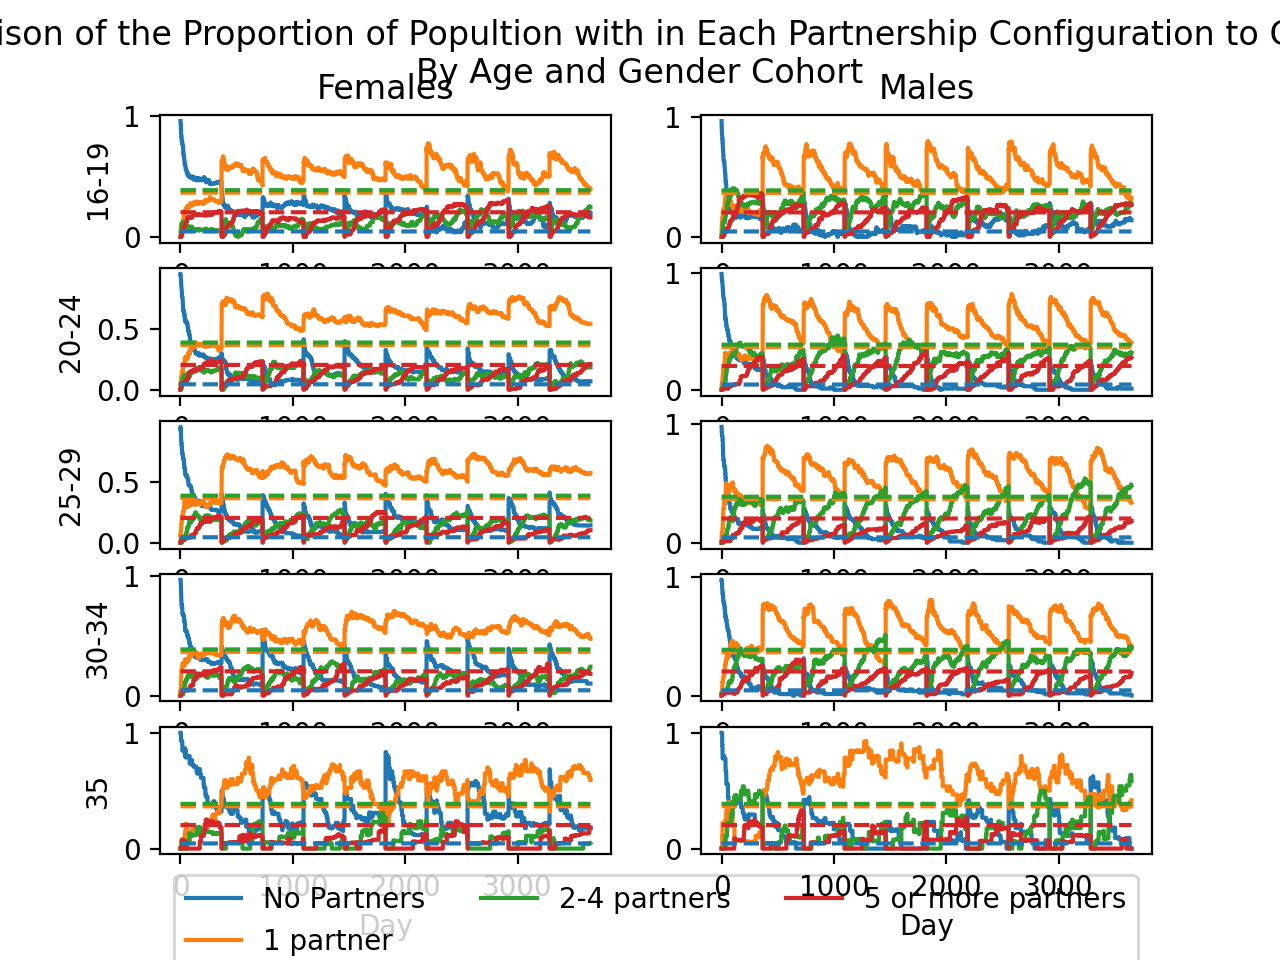 ison of the Proportion of Popultion with in Each Partnership Configuration to
By Age and Gender Cohort
Females
Males
1
0
16-19
1
0
0.5
0.0
20-24
1
0
0.5
0.0
25-29
1
0
1
0
30-34
1
0
1
0
35
1
0
0 1000 2000 3000
0 1000 2000 3000
Day
Day
No Partners
2-4 partners
5 or more partners
1 partner